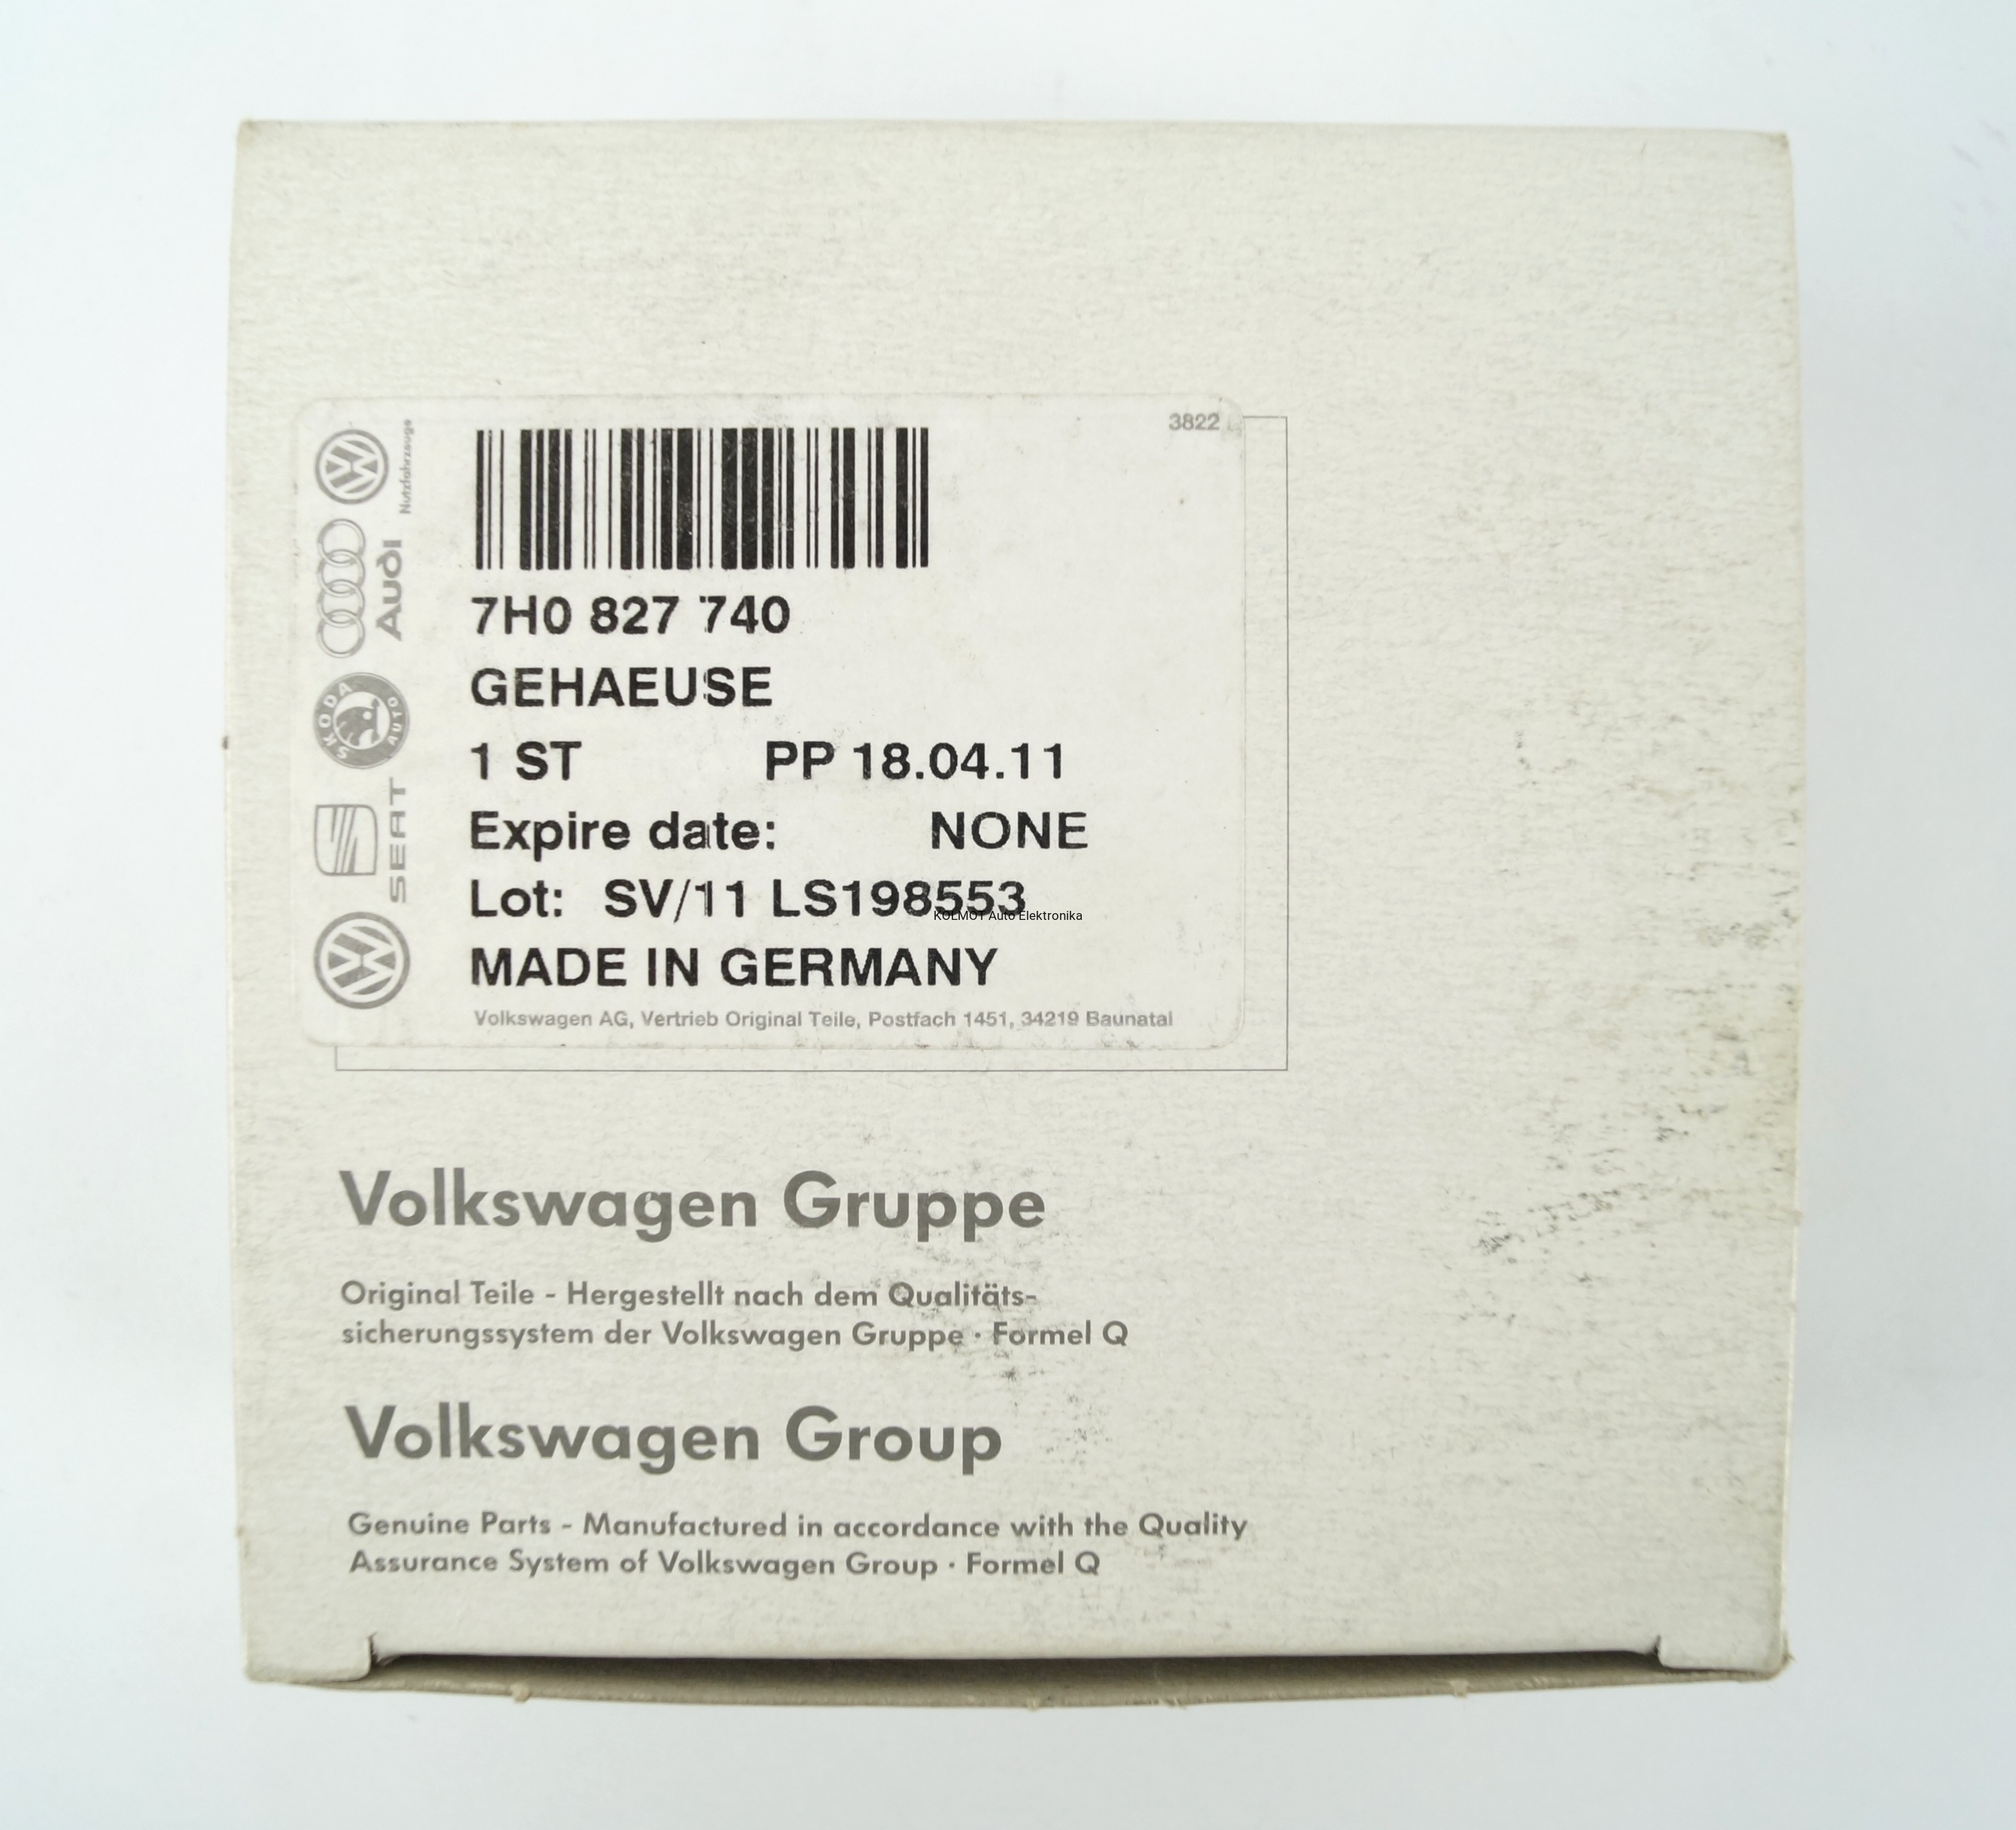 3822
Nutzfahrzeuge
Audi
SKODA AUTO
SEAT
7H0 827 740
GEHAEUSE
1 ST PP 18.04.11
Expire date: NONE
Lot: SV/11 LS198553
KOLMOT Auto Elektronika
MADE IN GERMANY
Volkswagen AG, Vertrieb Original Teile, Postfach 1451, 34219 Baunatal
Volkswagen Gruppe
Original Teile - Hergestellt nach dem Qualitäts-
sicherungssystem der Volkswagen Gruppe · Formel Q
Volkswagen Group
Genuine Parts - Manufactured in accordance with the Quality
Assurance System of Volkswagen Group · Formel Q